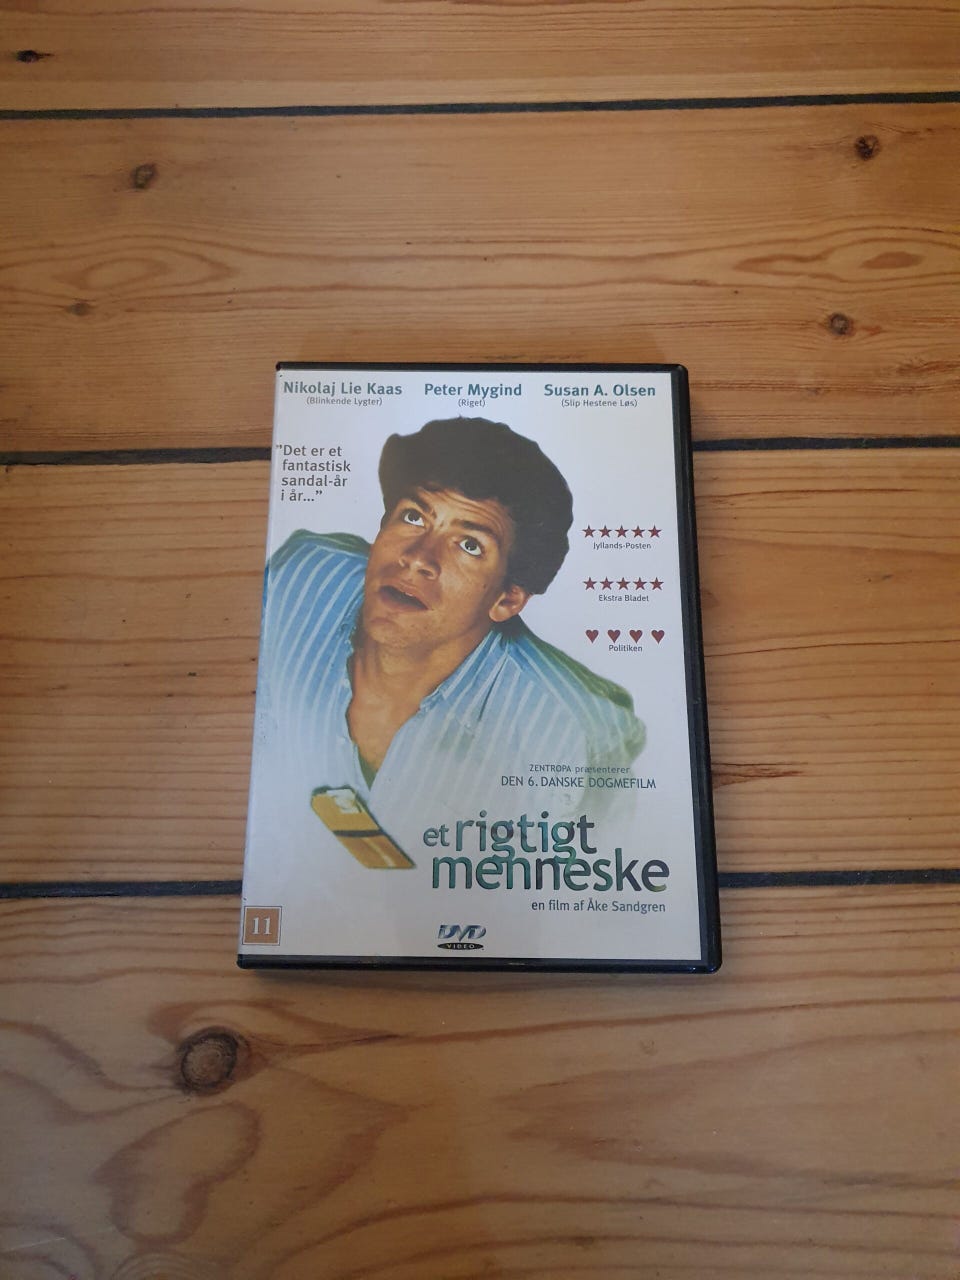 Nikolaj Lie Kaas
(Blinkende Lygter)
Peter Mygind
(Riget)
Susan A. Olsen
(Slip Hestene Løs)
"Det er et
fantastisk
sandal-år
i år..."
Jyllands-Posten
Ekstra Bladet
Politiken
ZENTROPA præsenterer
DEN 6. DANSKE DOGMEFILM
et rigtigt
menneske
en film af Åke Sandgren
11
DVD
VIDEO